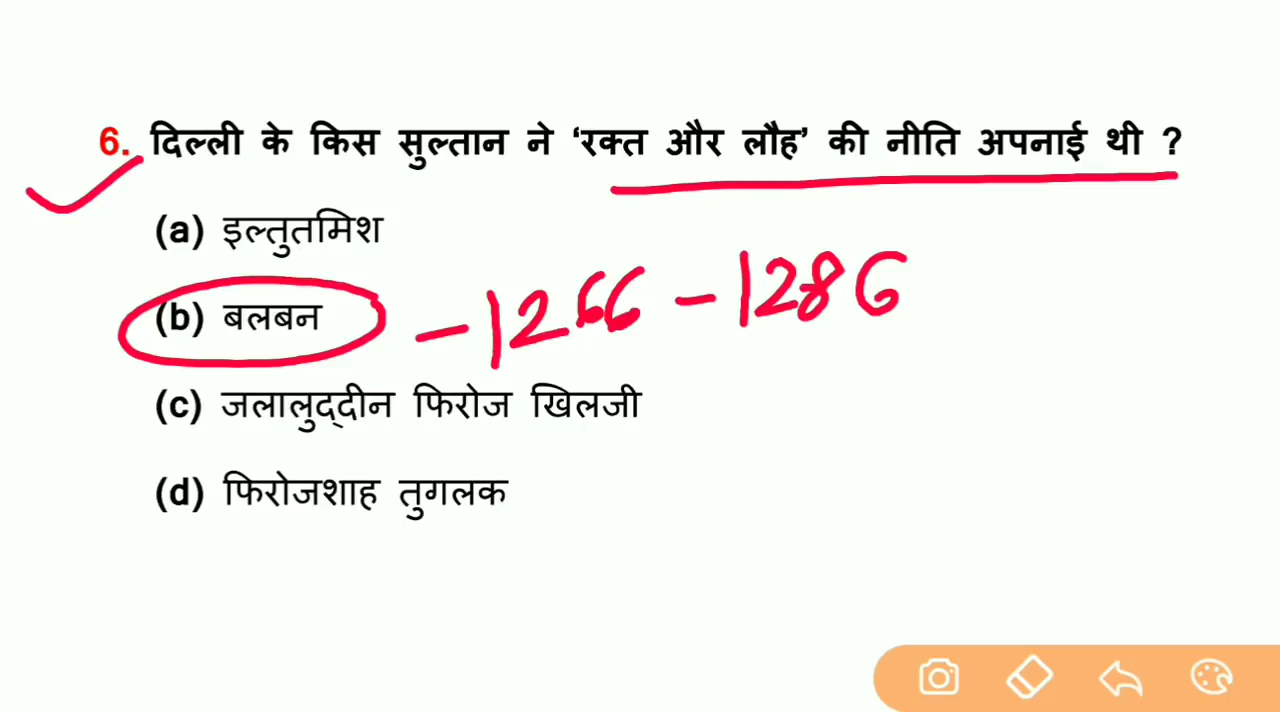 6. दिल्ली के किस सुल्तान ने ‘रक्त और लौह’ की नीति अपनाई थी ?
(a) इल्तुतमिश
(b) बलबन - 1266 - 1286
(c) जलालुद्दीन फिरोज खिलजी
(d) फिरोजशाह तुगलक